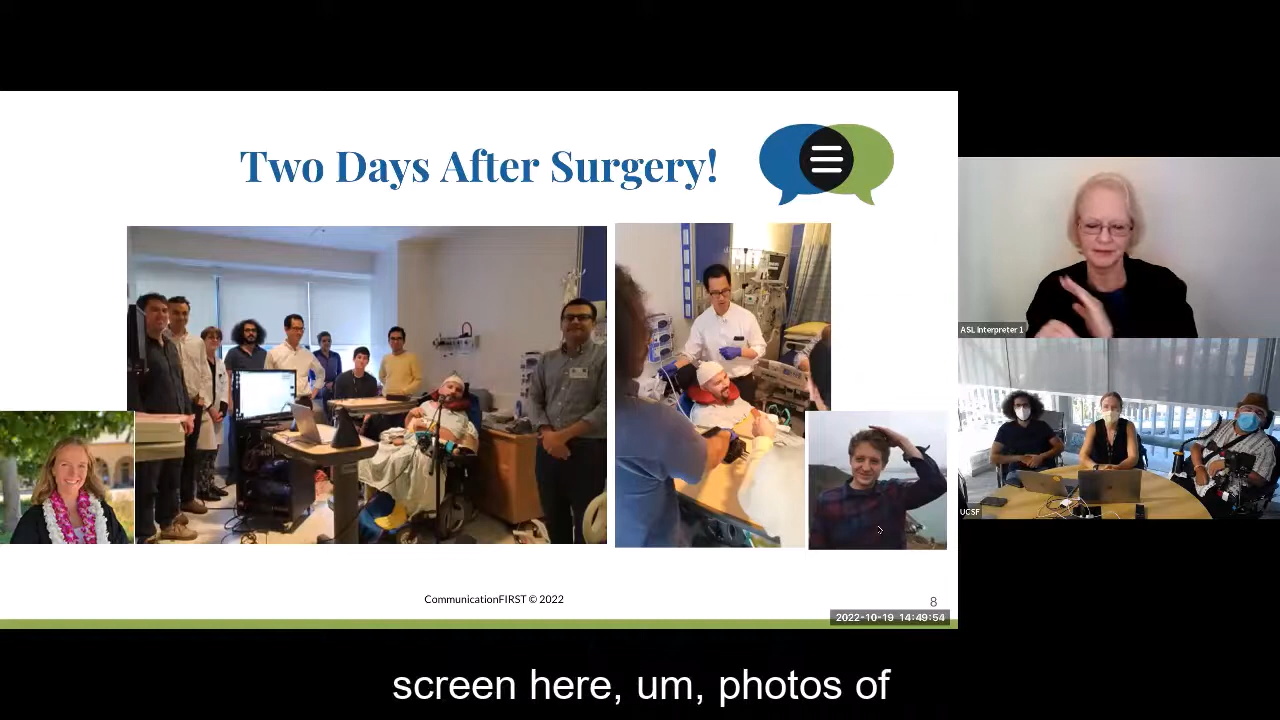 Two Days After Surgery!
ASL Interpreter 1
UCSF
CommunicationFIRST © 2022
8
2022-10-19 14:49:54
screen here, um, photos of